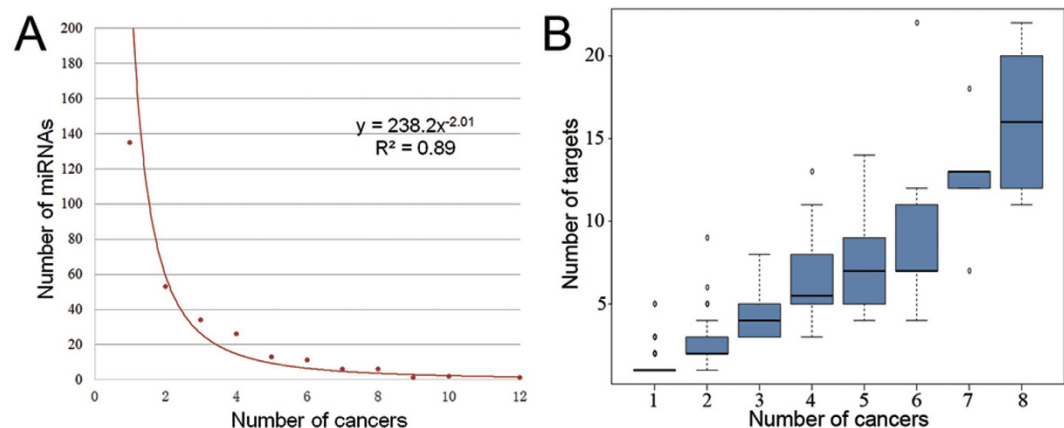 A
200
180
160
140
120
100
80
60
40
20
0
Number of miRNAs
y = 238.2x^-2.01
R² = 0.89
0 2 4 6 8 10 12
Number of cancers
B
20
15
10
5
Number of targets
1 2 3 4 5 6 7 8
Number of cancers